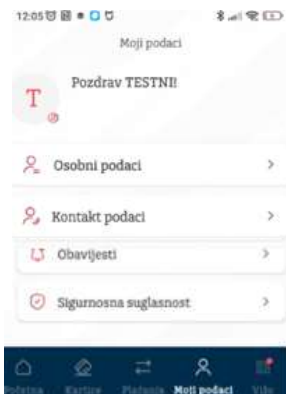 12:05
Moji podaci
T
Pozdrav TESTNI!
Osobni podaci
Kontakt podaci
Obavijesti
Sigurnosna suglasnost
Početna Kartice Plaćanja Moji podaci Više